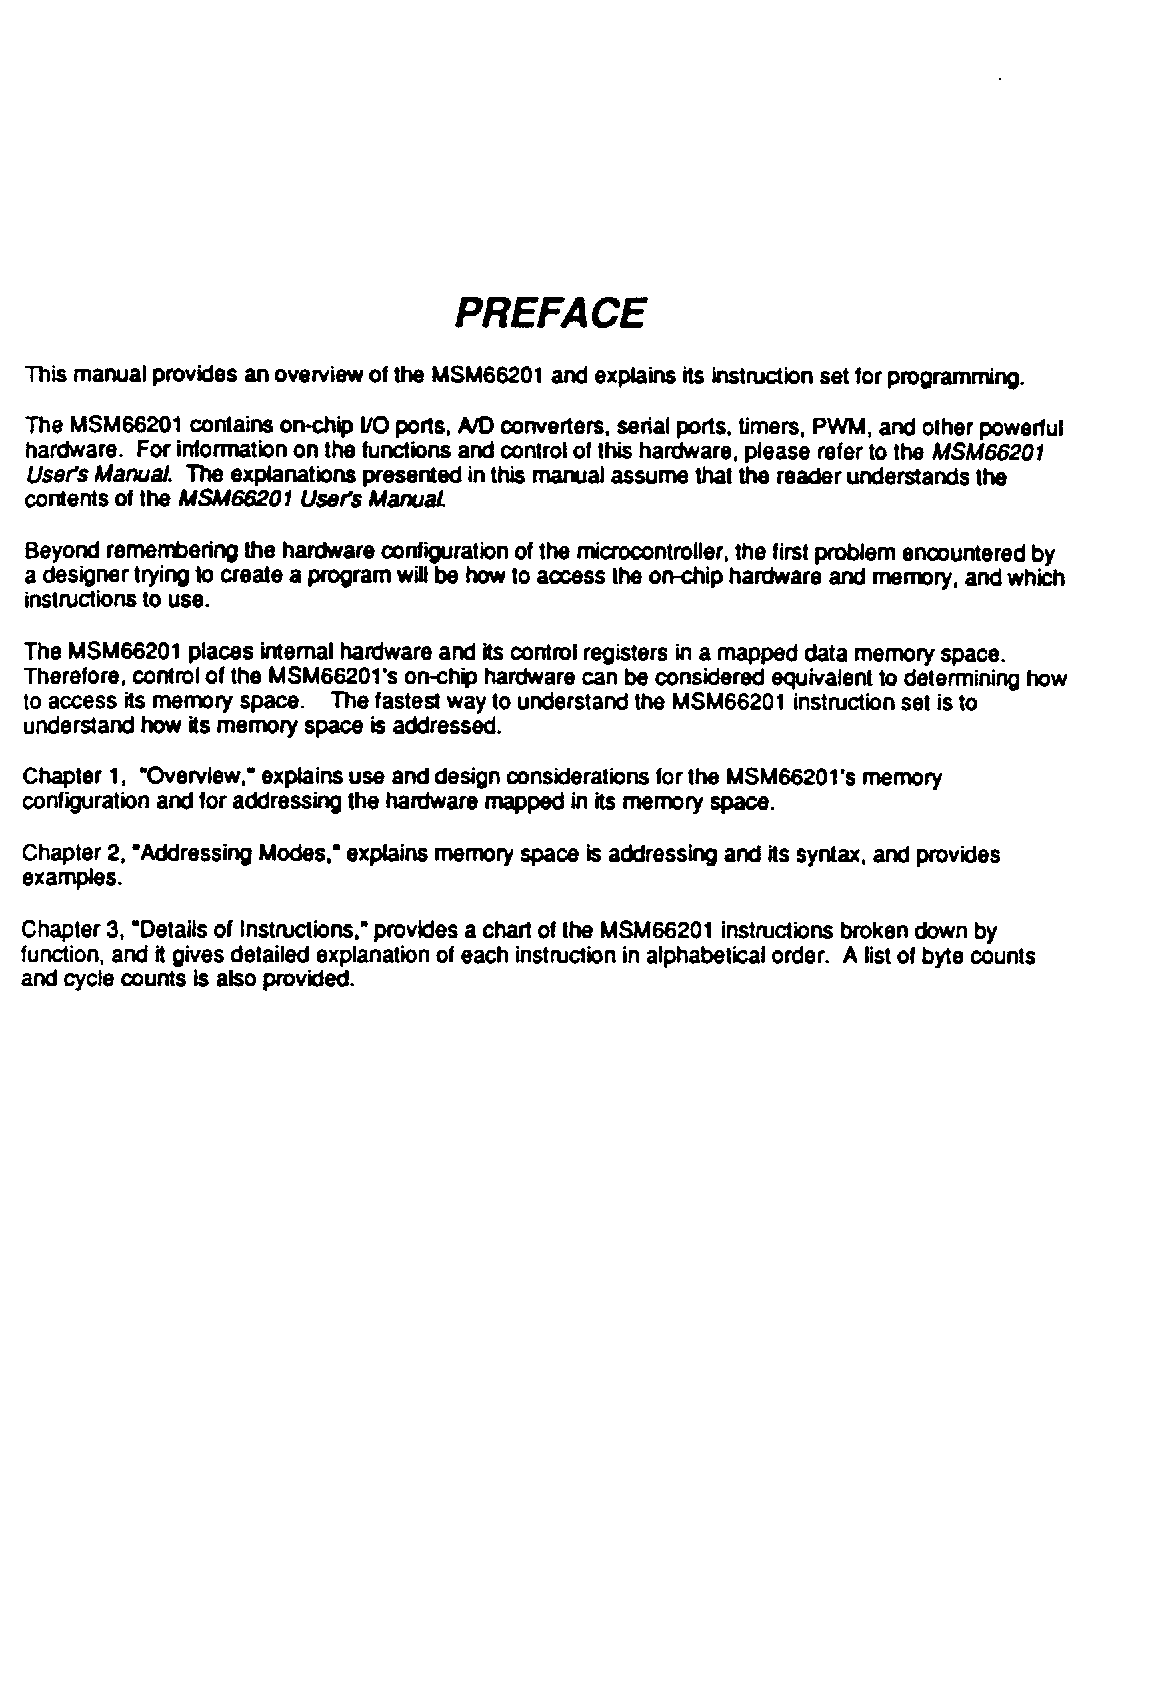 PREFACE
This manual provides an overview of the MSM66201 and explains its instruction set for programming.
The MSM66201 contains on-chip I/O ports, A/D converters, serial ports, timers, PWM, and other powerful
hardware. For information on the functions and control of this hardware, please refer to the MSM66201
User's Manual. The explanations presented in this manual assume that the reader understands the
contents of the MSM66201 User's Manual.
Beyond remembering the hardware configuration of the microcontroller, the first problem encountered by
a designer trying to create a program will be how to access the on-chip hardware and memory, and which
instructions to use.
The MSM66201 places internal hardware and its control registers in a mapped data memory space.
Therefore, control of the MSM66201's on-chip hardware can be considered equivalent to determining how
to access its memory space. The fastest way to understand the MSM66201 instruction set is to
understand how its memory space is addressed.
Chapter 1, "Overview," explains use and design considerations for the MSM66201's memory
configuration and for addressing the hardware mapped in its memory space.
Chapter 2, "Addressing Modes," explains memory space is addressing and its syntax, and provides
examples.
Chapter 3, "Details of Instructions," provides a chart of the MSM66201 instructions broken down by
function, and it gives detailed explanation of each instruction in alphabetical order. A list of byte counts
and cycle counts is also provided.